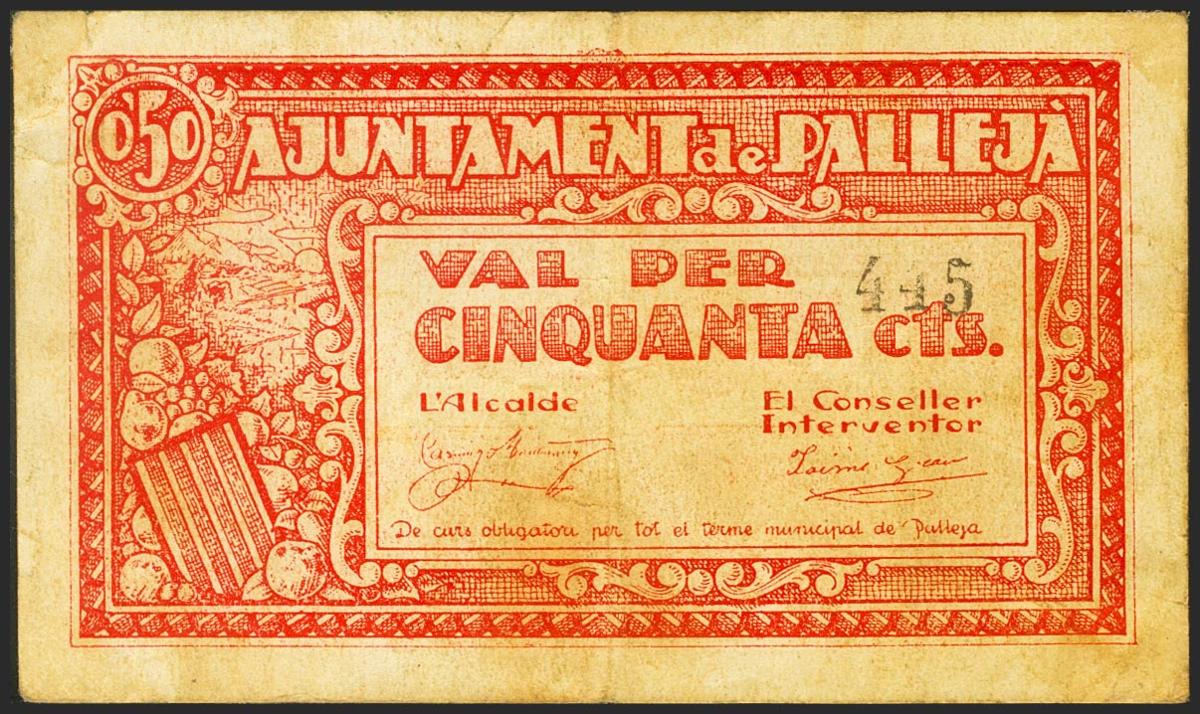 0'50
AJUNTAMENT de PALLEJÀ
VAL PER
445
CINQUANTA cts.
L'Alcalde
El Conseller
Interventor
De curs obligatori per tot el terme municipal de Palleja